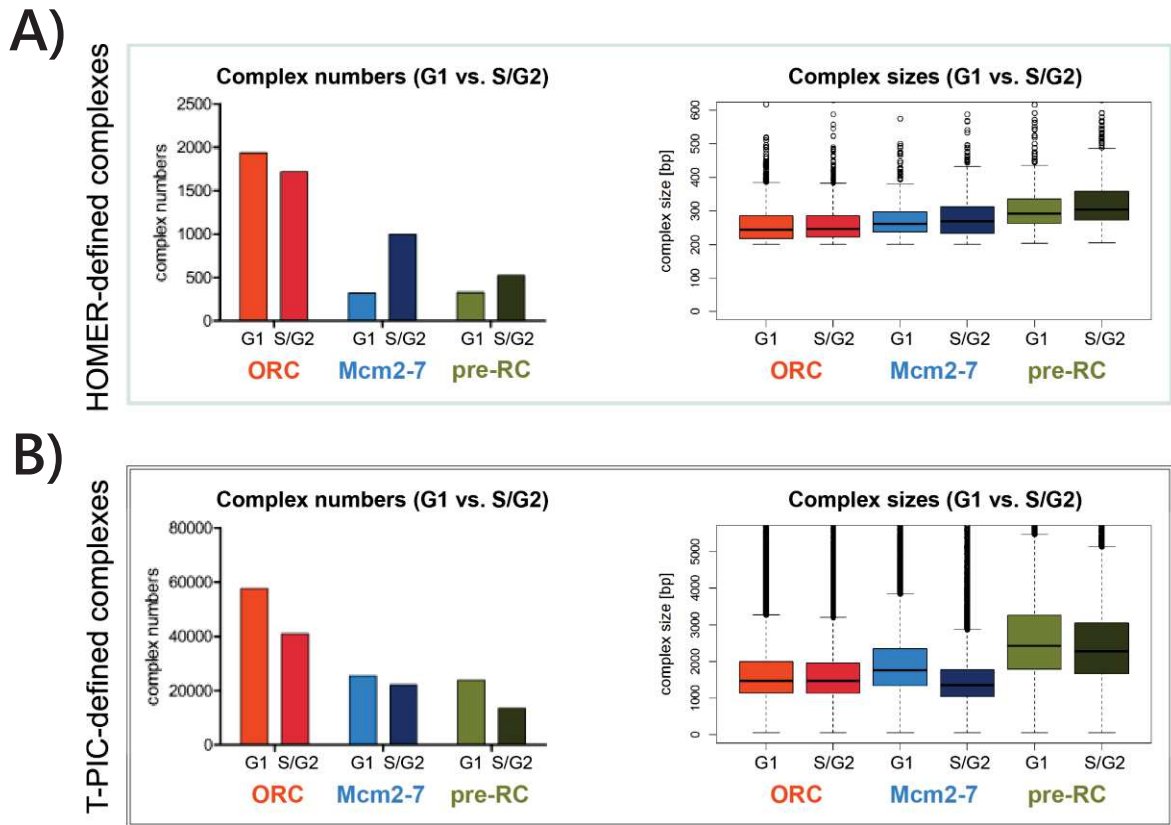 A)
HOMER-defined complexes
Complex numbers (G1 vs. S/G2)
complex numbers
2500
2000
1500
1000
500
0
G1 S/G2 G1 S/G2 G1 S/G2
ORC Mcm2-7 pre-RC
Complex sizes (G1 vs. S/G2)
complex size [bp]
600
500
400
300
200
100
0
G1 S/G2 G1 S/G2 G1 S/G2
ORC Mcm2-7 pre-RC
B)
T-PIC-defined complexes
Complex numbers (G1 vs. S/G2)
complex numbers
80000
60000
40000
20000
0
G1 S/G2 G1 S/G2 G1 S/G2
ORC Mcm2-7 pre-RC
Complex sizes (G1 vs. S/G2)
complex size [bp]
5000
4000
3000
2000
1000
0
G1 S/G2 G1 S/G2 G1 S/G2
ORC Mcm2-7 pre-RC